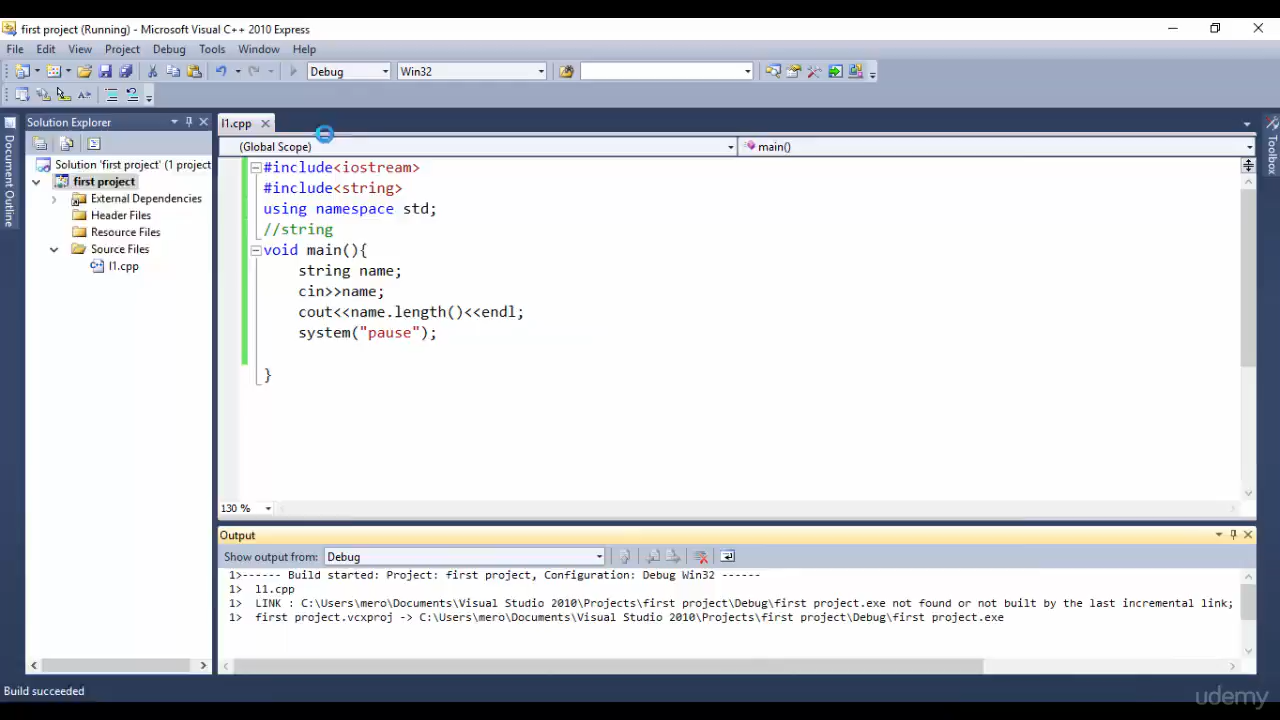 first project (Running) - Microsoft Visual C++ 2010 Express
File Edit View Project Debug Tools Window Help
Debug Win32
Solution Explorer
l1.cpp
(Global Scope) main()
Document Outline
Toolbox
Solution 'first project' (1 project
first project
External Dependencies
Header Files
Resource Files
Source Files
l1.cpp
#include<iostream>
#include<string>
using namespace std;
//string
void main(){
string name;
cin>>name;
cout<<name.length()<<endl;
system("pause");
}
130 %
Output
Show output from: Debug
1>------ Build started: Project: first project, Configuration: Debug Win32 ------
1> l1.cpp
1> LINK : C:\Users\mero\Documents\Visual Studio 2010\Projects\first project\Debug\first project.exe not found or not built by the last incremental link;
1> first project.vcxproj -> C:\Users\mero\Documents\Visual Studio 2010\Projects\first project\Debug\first project.exe
Build succeeded
udemy